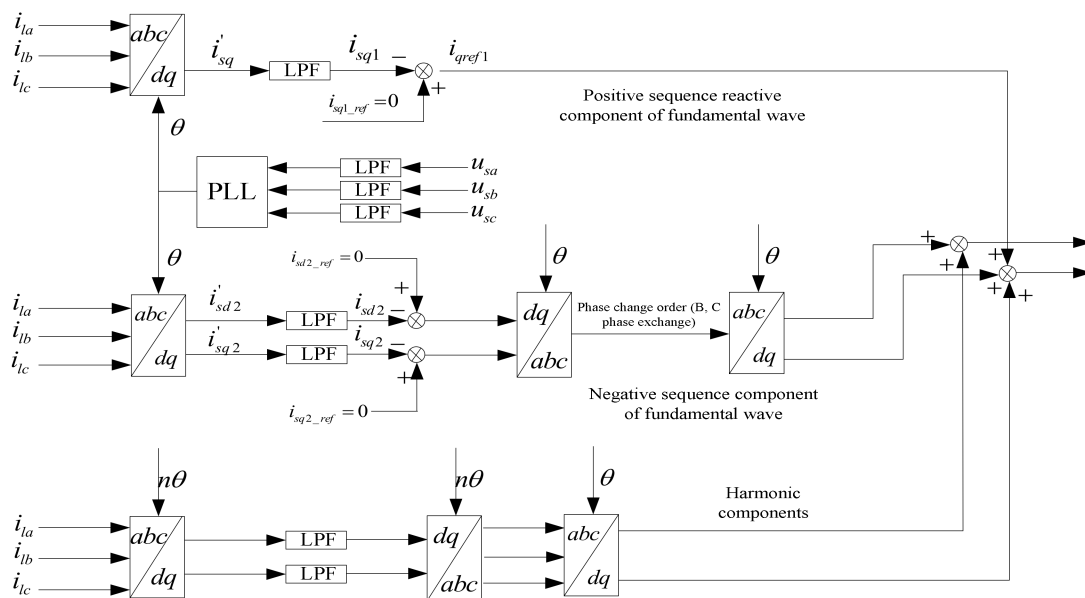 i_la
i_lb
i_lc
abc
dq
i'_sq
LPF
i_sq1
−
+
i_qref1
i_sq1_ref = 0
Positive sequence reactive
component of fundamental wave
θ
PLL
LPF
LPF
LPF
u_sa
u_sb
u_sc
θ
i_la
i_lb
i_lc
abc
dq
i'_sd2
i'_sq2
LPF
LPF
i_sd2
i_sq2
i_sd2_ref = 0
+
−
−
+
i_sq2_ref = 0
θ
dq
abc
Phase change order (B, C
phase exchange)
θ
abc
dq
Negative sequence component
of fundamental wave
+
+
+
+
+
nθ
i_la
i_lb
i_lc
abc
dq
LPF
LPF
nθ
dq
abc
θ
abc
dq
Harmonic
components